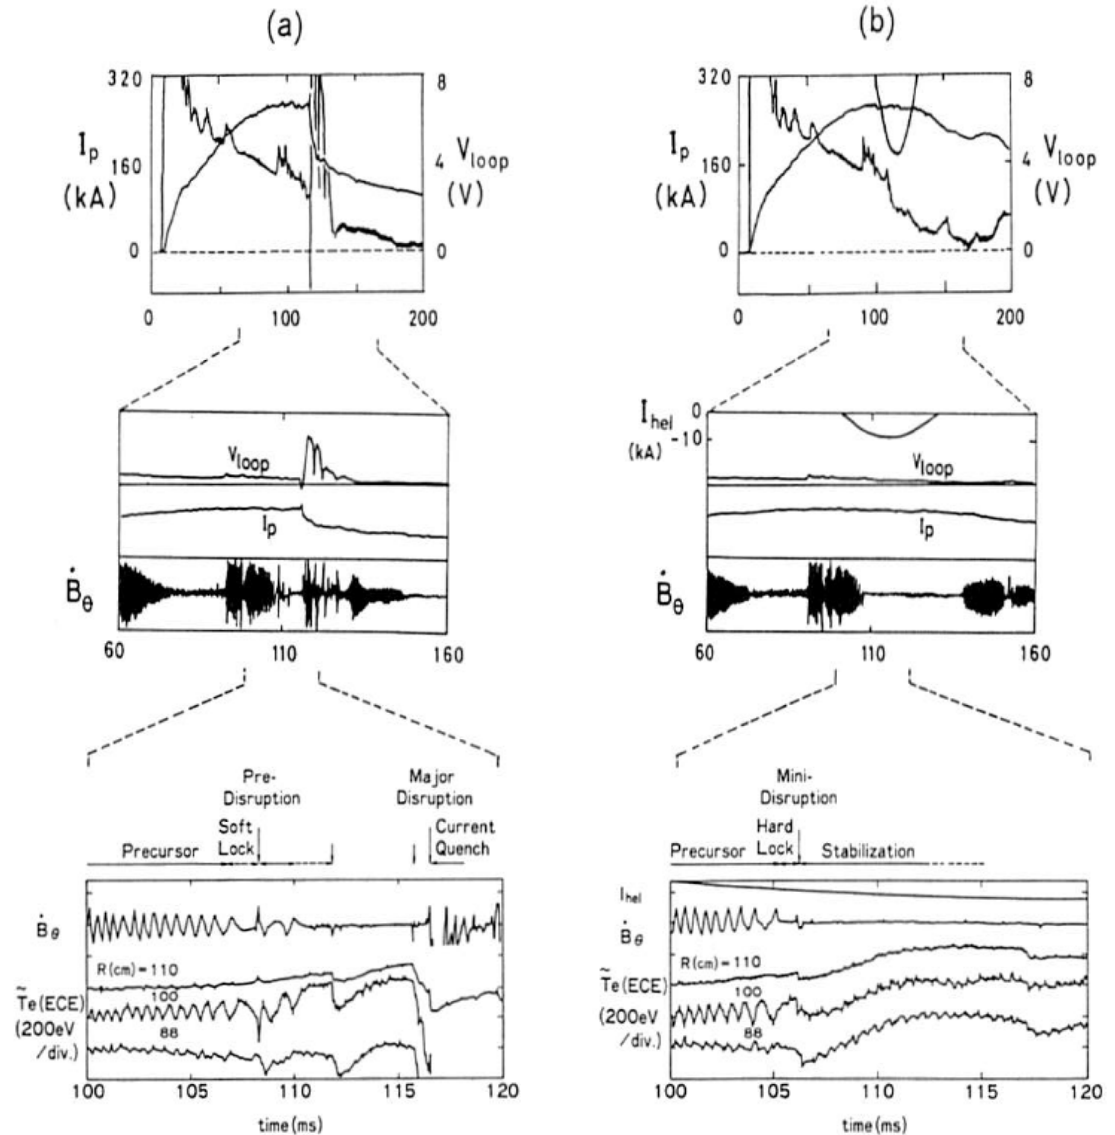 (a)
320
160
0
I_p
(kA)
8
4
0
V_loop
(V)
0
100
200
V_loop
I_p
Ḃ_θ
60
110
160
Pre-
Disruption
Major
Disruption
Soft
Lock
Current
Quench
Precursor
Ḃ_θ
R(cm)=110
100
88
T̃e(ECE)
(200eV
/div.)
100
105
110
115
120
time(ms)
(b)
320
160
0
I_p
(kA)
8
4
0
V_loop
(V)
0
100
200
I_hel
(kA)
0
-10
V_loop
I_p
Ḃ_θ
60
110
160
Mini-
Disruption
Hard
Lock
Precursor
Stabilization
I_hel
Ḃ_θ
R(cm)=110
100
88
T̃e(ECE)
(200eV
/div.)
100
105
110
115
120
time(ms)